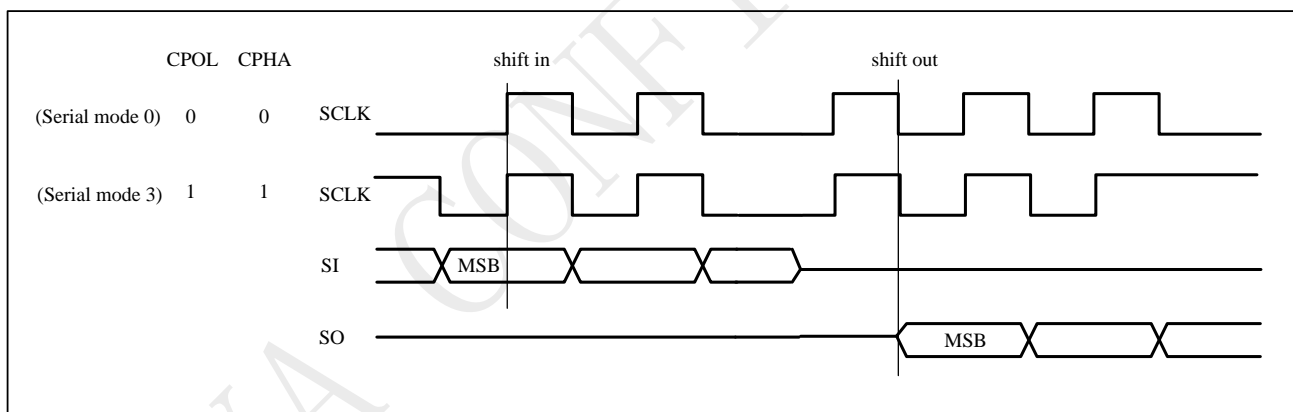 CPOL CPHA shift in shift out
(Serial mode 0) 0 0 SCLK
(Serial mode 3) 1 1 SCLK
SI MSB
SO MSB